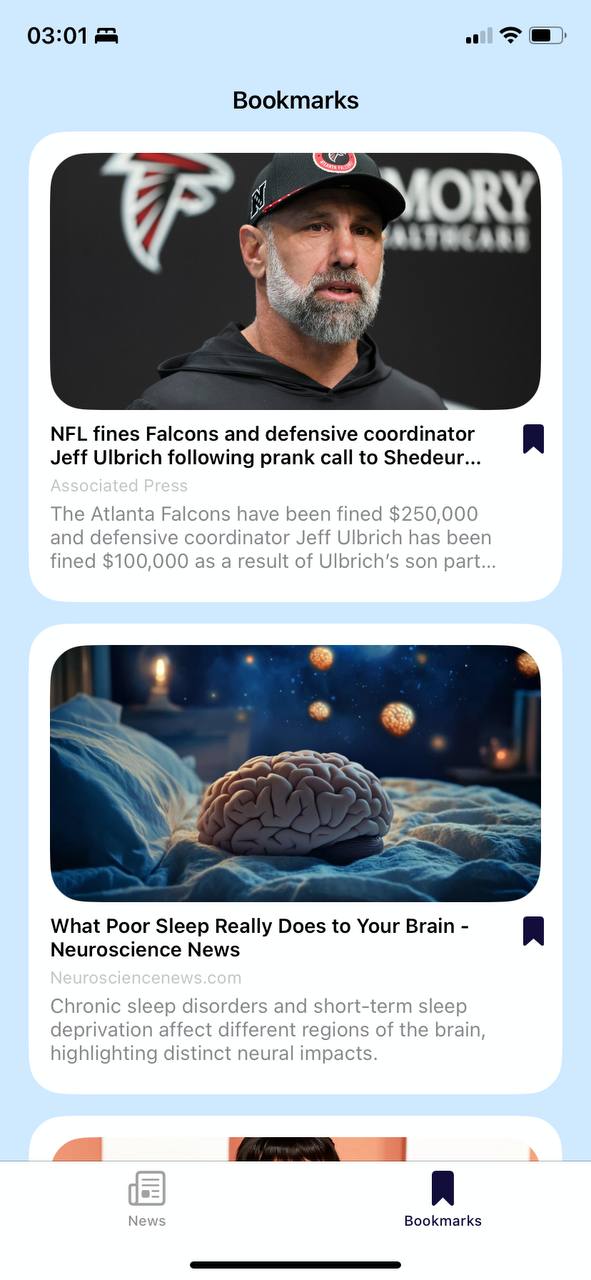 03:01
Bookmarks
MORY
ALTHCARE
NFL fines Falcons and defensive coordinator
Jeff Ulbrich following prank call to Shedeur...
Associated Press
The Atlanta Falcons have been fined $250,000
and defensive coordinator Jeff Ulbrich has been
fined $100,000 as a result of Ulbrich’s son part...
What Poor Sleep Really Does to Your Brain -
Neuroscience News
Neurosciencenews.com
Chronic sleep disorders and short-term sleep
deprivation affect different regions of the brain,
highlighting distinct neural impacts.
News
Bookmarks